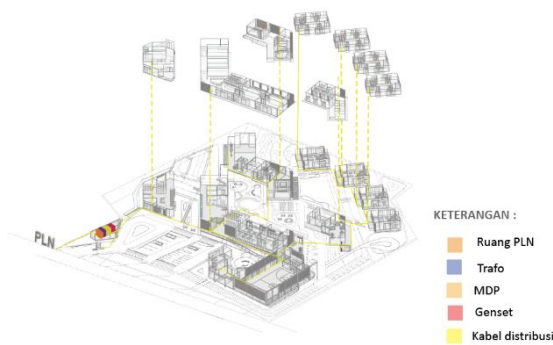 PLN
KETERANGAN :
Ruang PLN
Trafo
MDP
Genset
Kabel distribusi